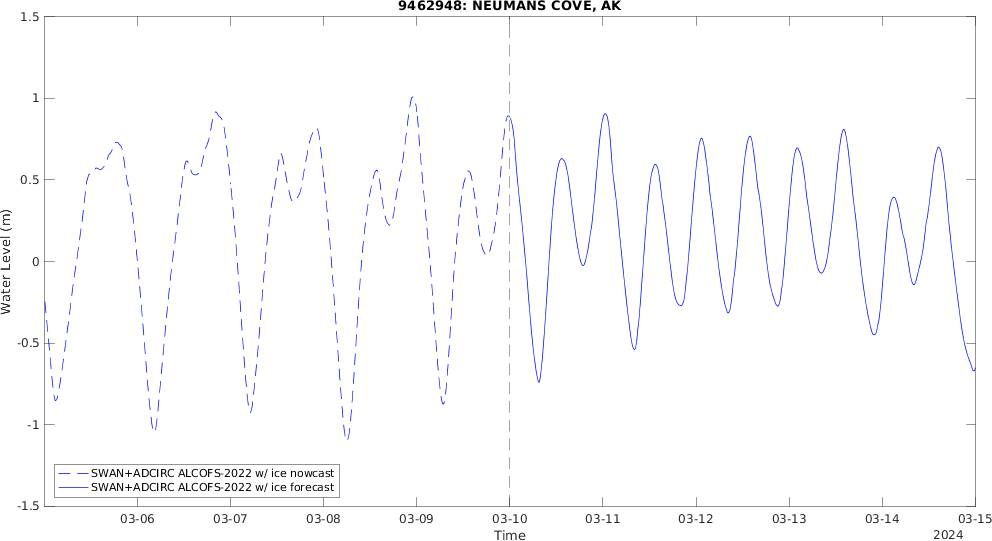 9462948: NEUMANS COVE, AK
1.5
1
0.5
0
-0.5
-1
-1.5
Water Level (m)
SWAN+ADCIRC ALCOFS-2022 w/ ice nowcast
SWAN+ADCIRC ALCOFS-2022 w/ ice forecast
03-06 03-07 03-08 03-09 03-10 03-11 03-12 03-13 03-14 03-15
Time
2024